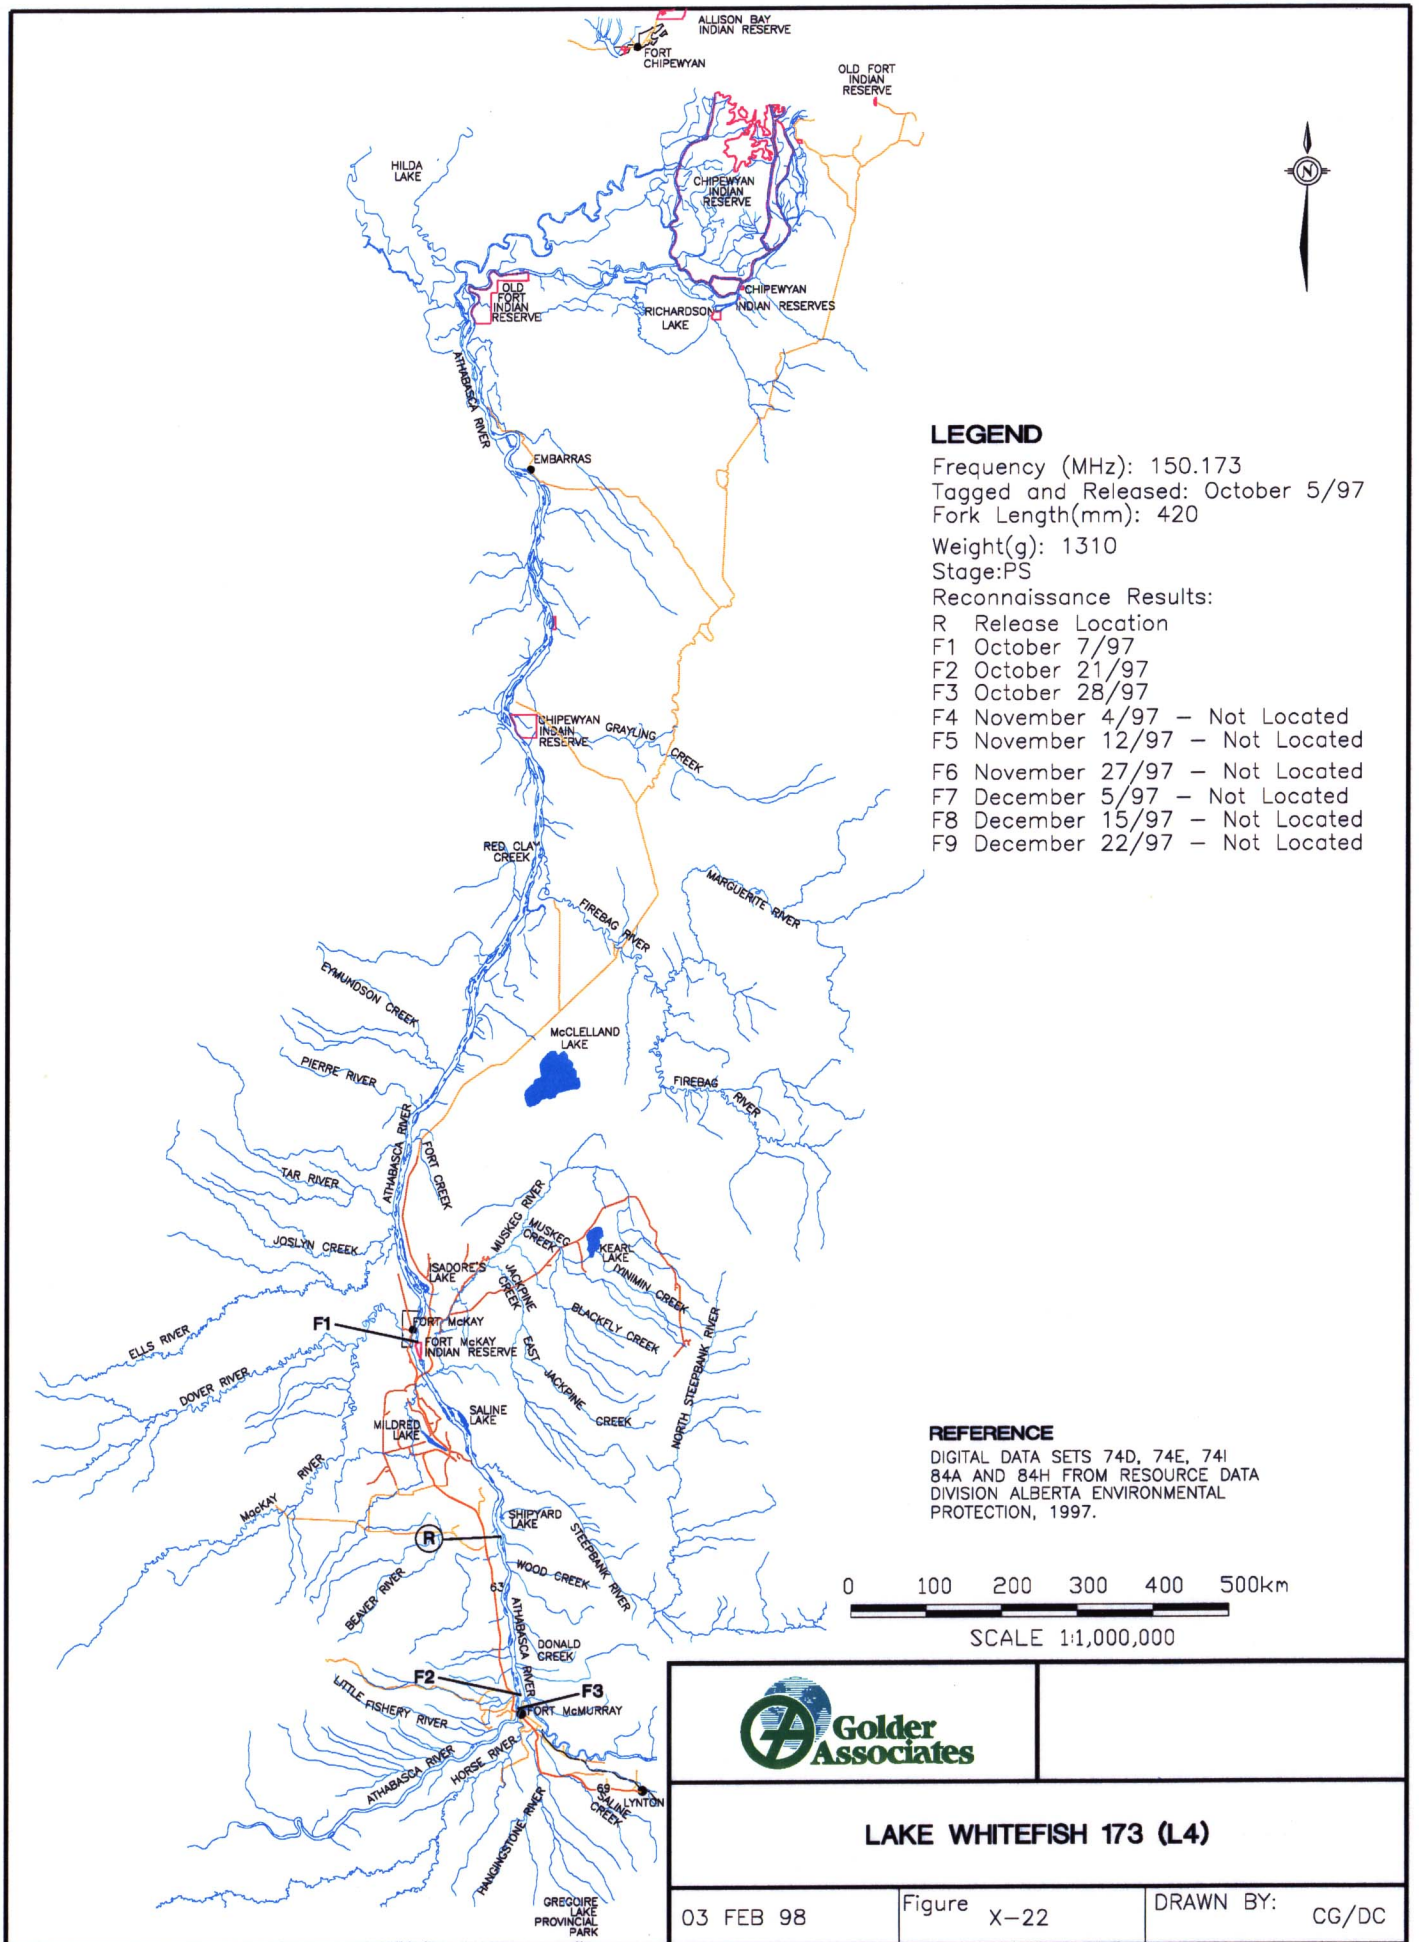 ALLISON BAY
INDIAN RESERVE
FORT
CHIPEWYAN
OLD FORT
INDIAN
RESERVE
HILDA
LAKE
N
CHIPEWYAN
INDIAN
RESERVE
OLD
FORT
INDIAN
RESERVE
CHIPEWYAN
INDIAN RESERVES
RICHARDSON
LAKE
ATHABASCA RIVER
EMBARRAS
LEGEND
Frequency (MHz): 150.173
Tagged and Released: October 5/97
Fork Length(mm): 420
Weight(g): 1310
Stage:PS
Reconnaissance Results:
R Release Location
F1 October 7/97
F2 October 21/97
F3 October 28/97
F4 November 4/97 – Not Located
F5 November 12/97 – Not Located
F6 November 27/97 – Not Located
F7 December 5/97 – Not Located
F8 December 15/97 – Not Located
F9 December 22/97 – Not Located
CHIPEWYAN
INDAIN
RESERVE
GRAYLING
CREEK
RED CLAY
CREEK
MARGUERITE RIVER
FIREBAG RIVER
EYMUNDSON CREEK
McCLELLAND
LAKE
PIERRE RIVER
FIREBAG
RIVER
ATHABASCA RIVER
FORT CREEK
TAR RIVER
MUSKEG RIVER
MUSKEG
CREEK
JOSLYN CREEK
KEARL
LAKE
ISADORE'S
LAKE
JACKPINE
CREEK
IYINIMIN CREEK
BLACKFLY CREEK
F1
FORT McKAY
FORT McKAY
INDIAN RESERVE
ELLS RIVER
EAST
JACKPINE
CREEK
DOVER RIVER
NORTH STEEPBANK RIVER
SALINE
LAKE
MILDRED
LAKE
REFERENCE
DIGITAL DATA SETS 74D, 74E, 74I
84A AND 84H FROM RESOURCE DATA
DIVISION ALBERTA ENVIRONMENTAL
PROTECTION, 1997.
MacKAY
RIVER
SHIPYARD
LAKE
STEEPBANK RIVER
R
WOOD CREEK
BEAVER RIVER
63
ATHABASCA RIVER
0 100 200 300 400 500km
SCALE 1:1,000,000
DONALD
CREEK
F2
F3
LITTLE FISHERY RIVER
FORT McMURRAY
ATHABASCA RIVER
HORSE RIVER
69
SALINE
CREEK
LYNTON
HANGINGSTONE RIVER
GREGOIRE
LAKE
PROVINCIAL
PARK
Golder
Associates
LAKE WHITEFISH 173 (L4)
03 FEB 98
Figure X–22
DRAWN BY: CG/DC